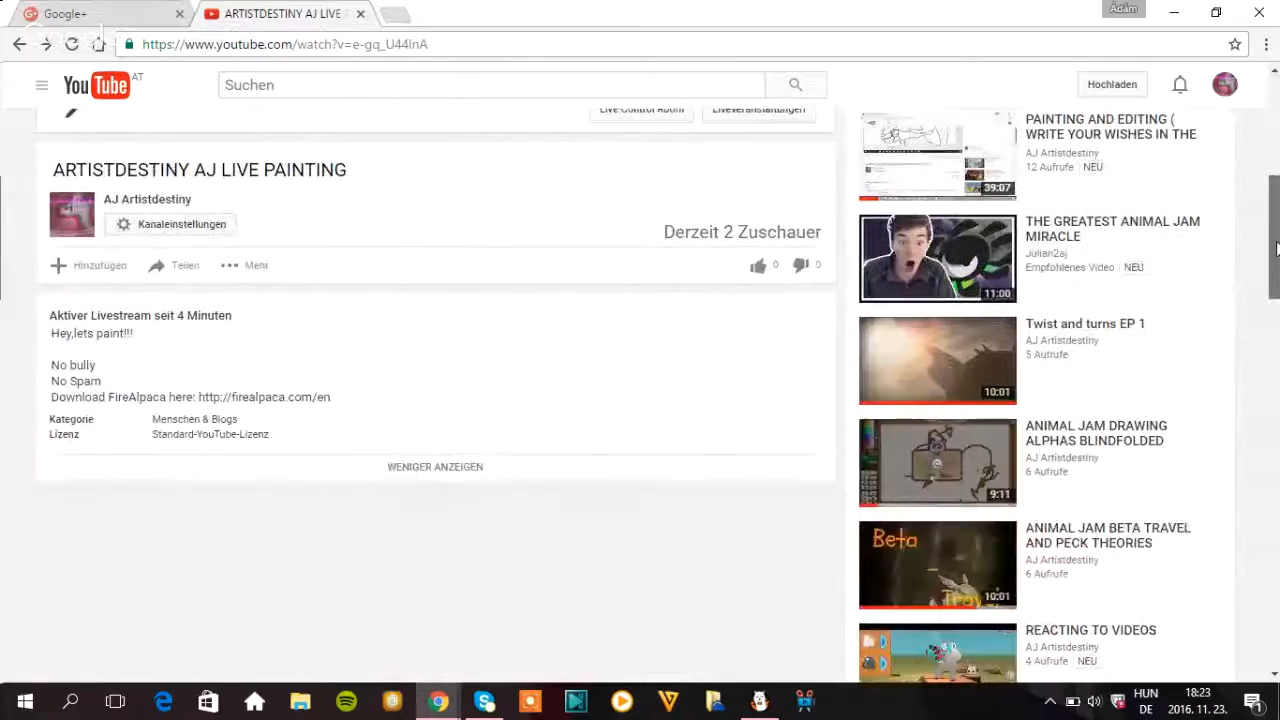 Google+
ARTISTDESTINY AJ LIVE
Ádám
https://www.youtube.com/watch?v=e-gq_U44lnA
YouTube AT
Suchen
Hochladen
Live Control Room
Liveveranstaltungen
ARTISTDESTINY AJ LIVE PAINTING
AJ Artistdestiny
Kanaleinstellungen
Derzeit 2 Zuschauer
Hinzufügen
Teilen
Mehr
0
0
Aktiver Livestream seit 4 Minuten
Hey,lets paint!!!
No bully
No Spam
Download FireAlpaca here: http://firealpaca.com/en
Kategorie Menschen & Blogs
Lizenz Standard-YouTube-Lizenz
WENIGER ANZEIGEN
PAINTING AND EDITING (
WRITE YOUR WISHES IN THE
AJ Artistdestiny
12 Aufrufe NEU
39:07
THE GREATEST ANIMAL JAM
MIRACLE
Julian2aj
Empfohlenes Video NEU
11:00
Twist and turns EP 1
AJ Artistdestiny
5 Aufrufe
10:01
ANIMAL JAM DRAWING
ALPHAS BLINDFOLDED
AJ Artistdestiny
6 Aufrufe
9:11
ANIMAL JAM BETA TRAVEL
AND PECK THEORIES
AJ Artistdestiny
6 Aufrufe
Beta
10:01
REACTING TO VIDEOS
AJ Artistdestiny
4 Aufrufe NEU
HUN
DE
18:23
2016. 11. 23.